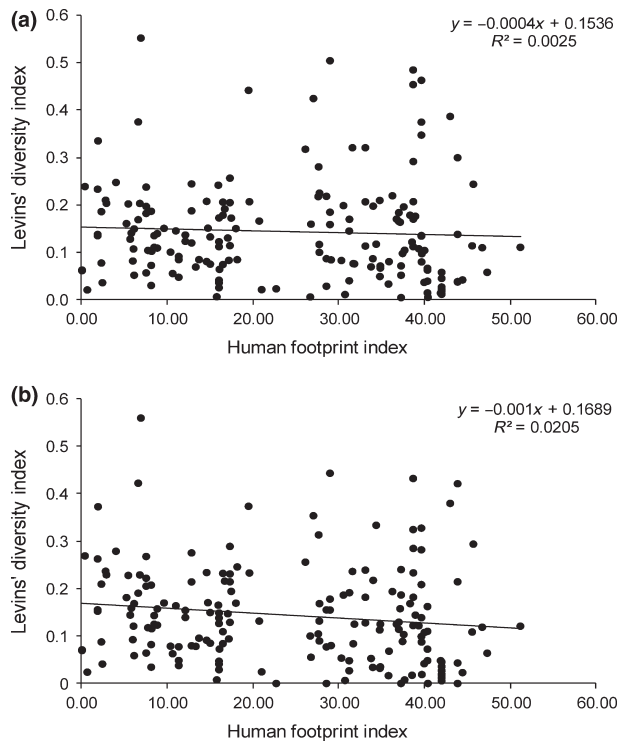 (a)
0.6
y = −0.0004x + 0.1536
R² = 0.0025
0.5
0.4
0.3
0.2
0.1
0.0
Levins' diversity index
0.00 10.00 20.00 30.00 40.00 50.00 60.00
Human footprint index
(b)
0.6
y = −0.001x + 0.1689
R² = 0.0205
0.5
0.4
0.3
0.2
0.1
0
Levins' diversity index
0.00 10.00 20.00 30.00 40.00 50.00 60.00
Human footprint index